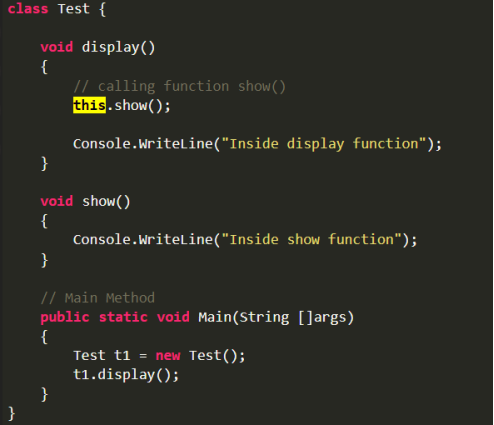 class Test {
void display()
{
// calling function show()
this.show();
Console.WriteLine("Inside display function");
}
void show()
{
Console.WriteLine("Inside show function");
}
// Main Method
public static void Main(String []args)
{
Test t1 = new Test();
t1.display();
}
}